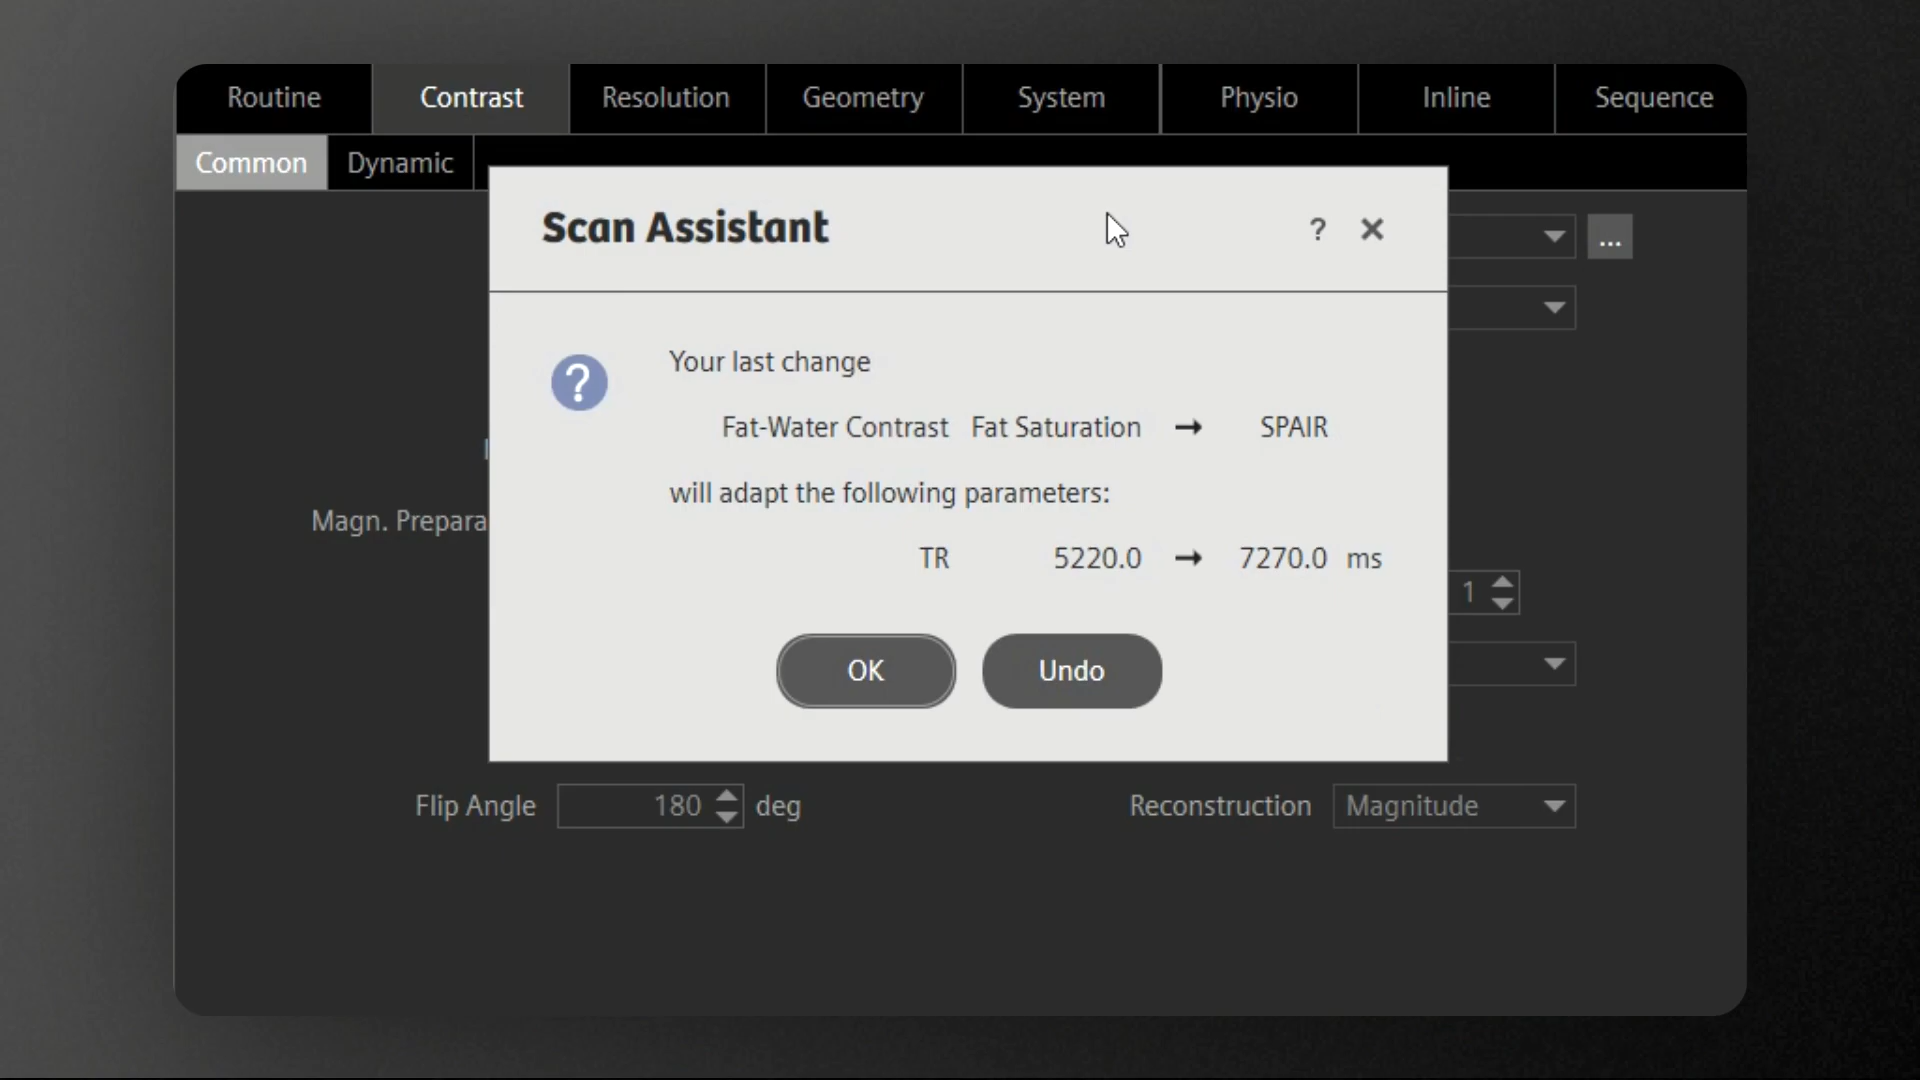 Routine Contrast Resolution Geometry System Physio Inline Sequence
Common Dynamic
Scan Assistant ? ×
...
Your last change
?
Fat-Water Contrast Fat Saturation → SPAIR
will adapt the following parameters:
Magn. Prepara
TR 5220.0 → 7270.0 ms
1
OK Undo
Flip Angle 180 deg Reconstruction Magnitude